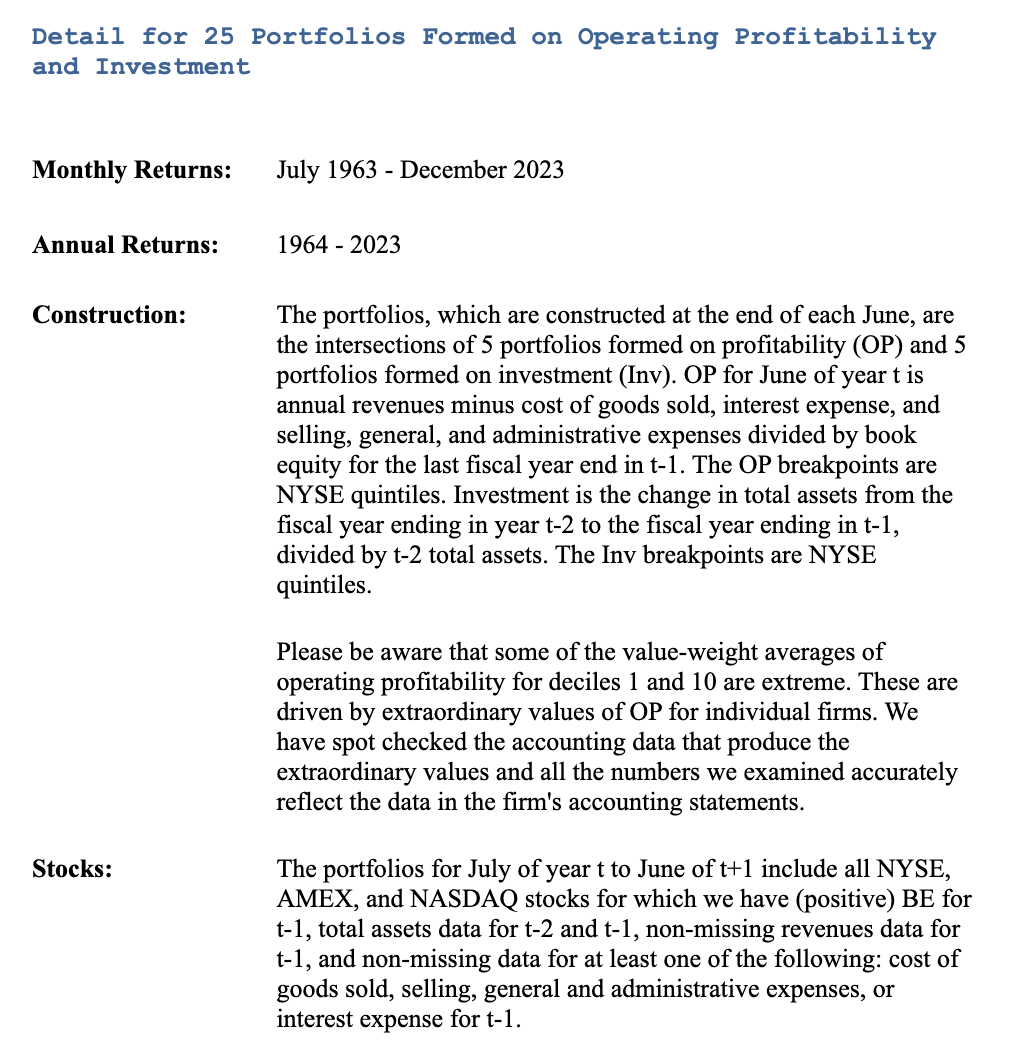 Detail for 25 Portfolios Formed on Operating Profitability
and Investment
Monthly Returns: July 1963 - December 2023
Annual Returns: 1964 - 2023
Construction: The portfolios, which are constructed at the end of each June, are
the intersections of 5 portfolios formed on profitability (OP) and 5
portfolios formed on investment (Inv). OP for June of year t is
annual revenues minus cost of goods sold, interest expense, and
selling, general, and administrative expenses divided by book
equity for the last fiscal year end in t-1. The OP breakpoints are
NYSE quintiles. Investment is the change in total assets from the
fiscal year ending in year t-2 to the fiscal year ending in t-1,
divided by t-2 total assets. The Inv breakpoints are NYSE
quintiles.
Please be aware that some of the value-weight averages of
operating profitability for deciles 1 and 10 are extreme. These are
driven by extraordinary values of OP for individual firms. We
have spot checked the accounting data that produce the
extraordinary values and all the numbers we examined accurately
reflect the data in the firm's accounting statements.
Stocks: The portfolios for July of year t to June of t+1 include all NYSE,
AMEX, and NASDAQ stocks for which we have (positive) BE for
t-1, total assets data for t-2 and t-1, non-missing revenues data for
t-1, and non-missing data for at least one of the following: cost of
goods sold, selling, general and administrative expenses, or
interest expense for t-1.